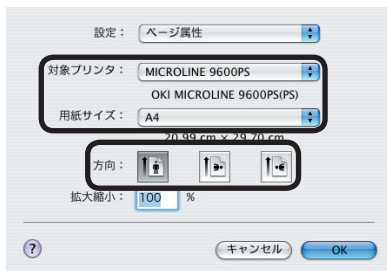 設定： ページ属性
対象プリンタ： MICROLINE 9600PS
OKI MICROLINE 9600PS(PS)
用紙サイズ： A4
20.99 cm × 29.70 cm
方向：
拡大縮小： 100 %
? キャンセル OK